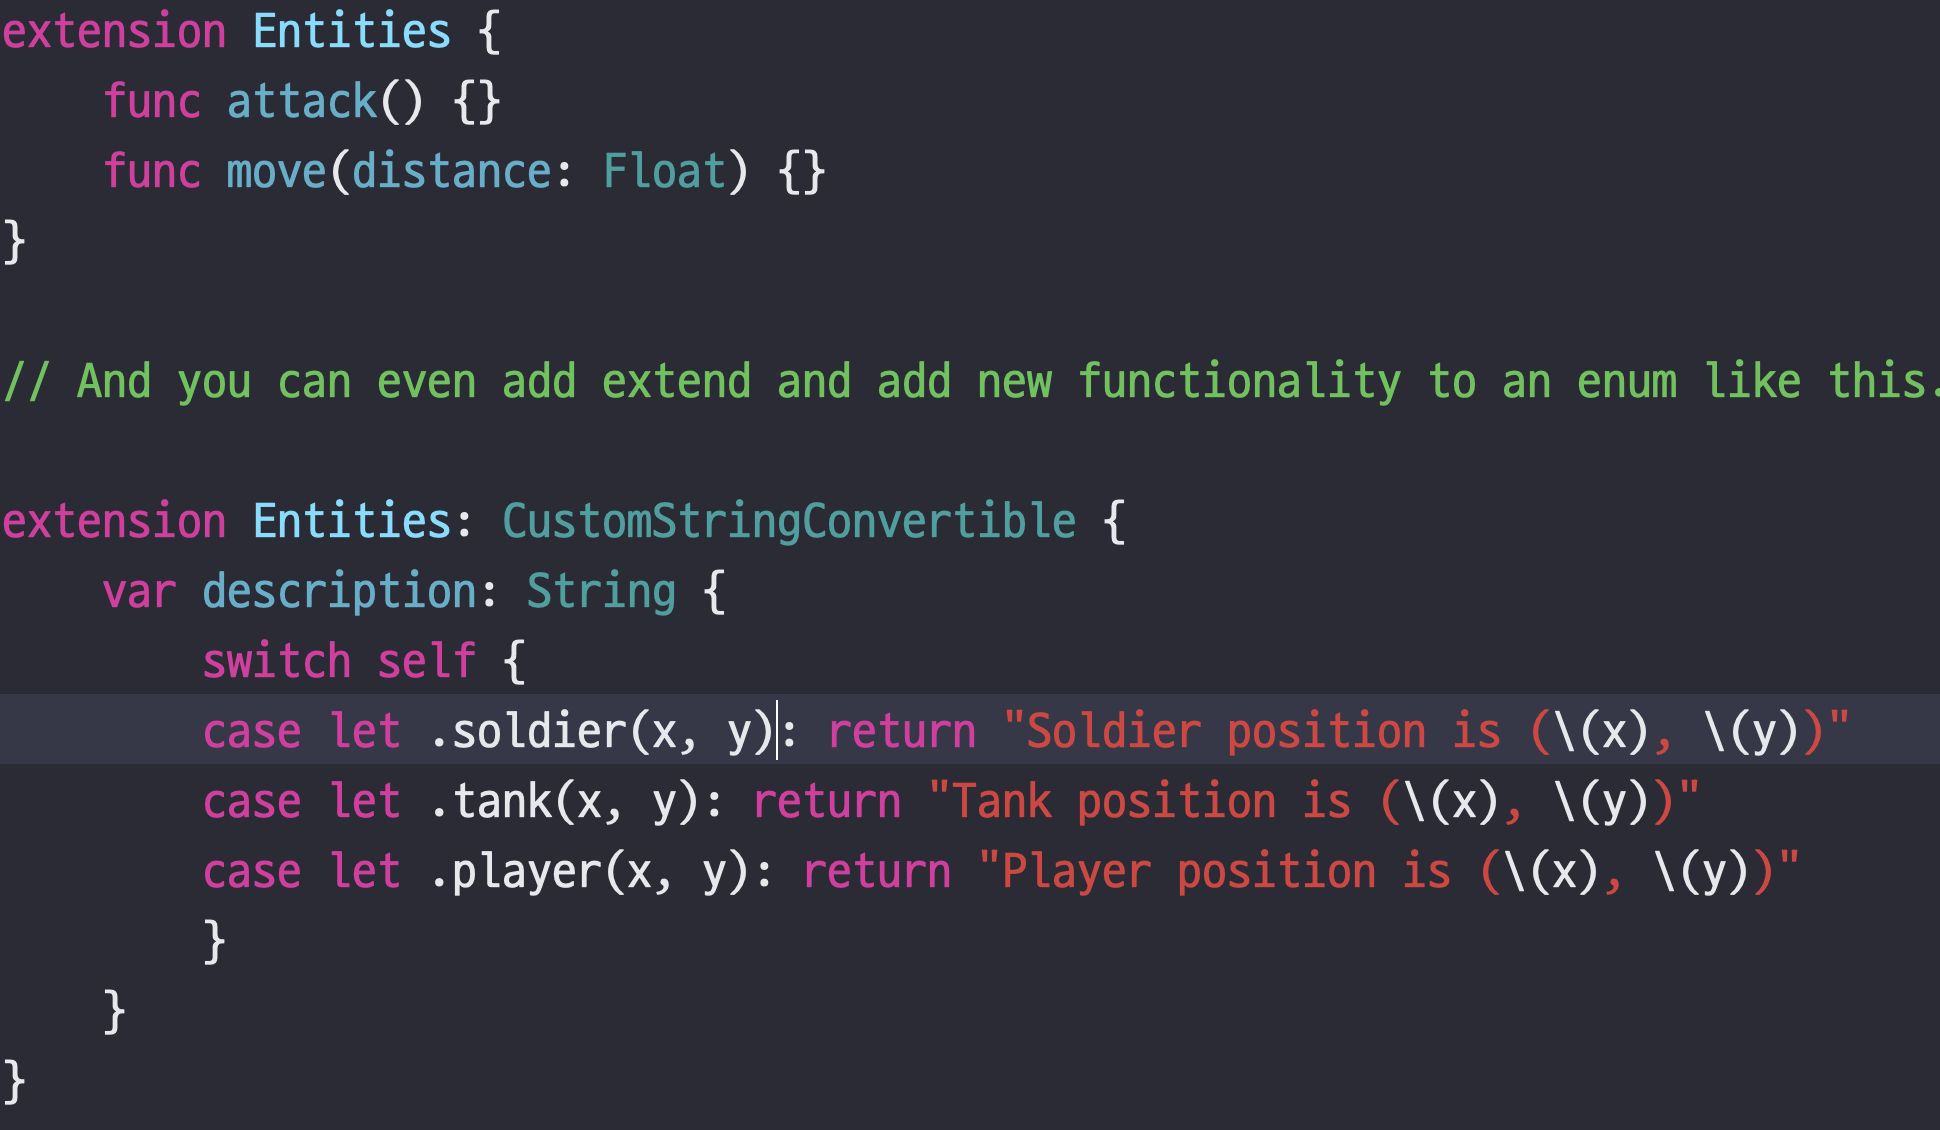 extension Entities {
    func attack() {}
    func move(distance: Float) {}
}
// And you can even add extend and add new functionality to an enum like this.
extension Entities: CustomStringConvertible {
    var description: String {
        switch self {
        case let .soldier(x, y): return "Soldier position is (\(x), \(y))"
        case let .tank(x, y): return "Tank position is (\(x), \(y))"
        case let .player(x, y): return "Player position is (\(x), \(y))"
        }
    }
}